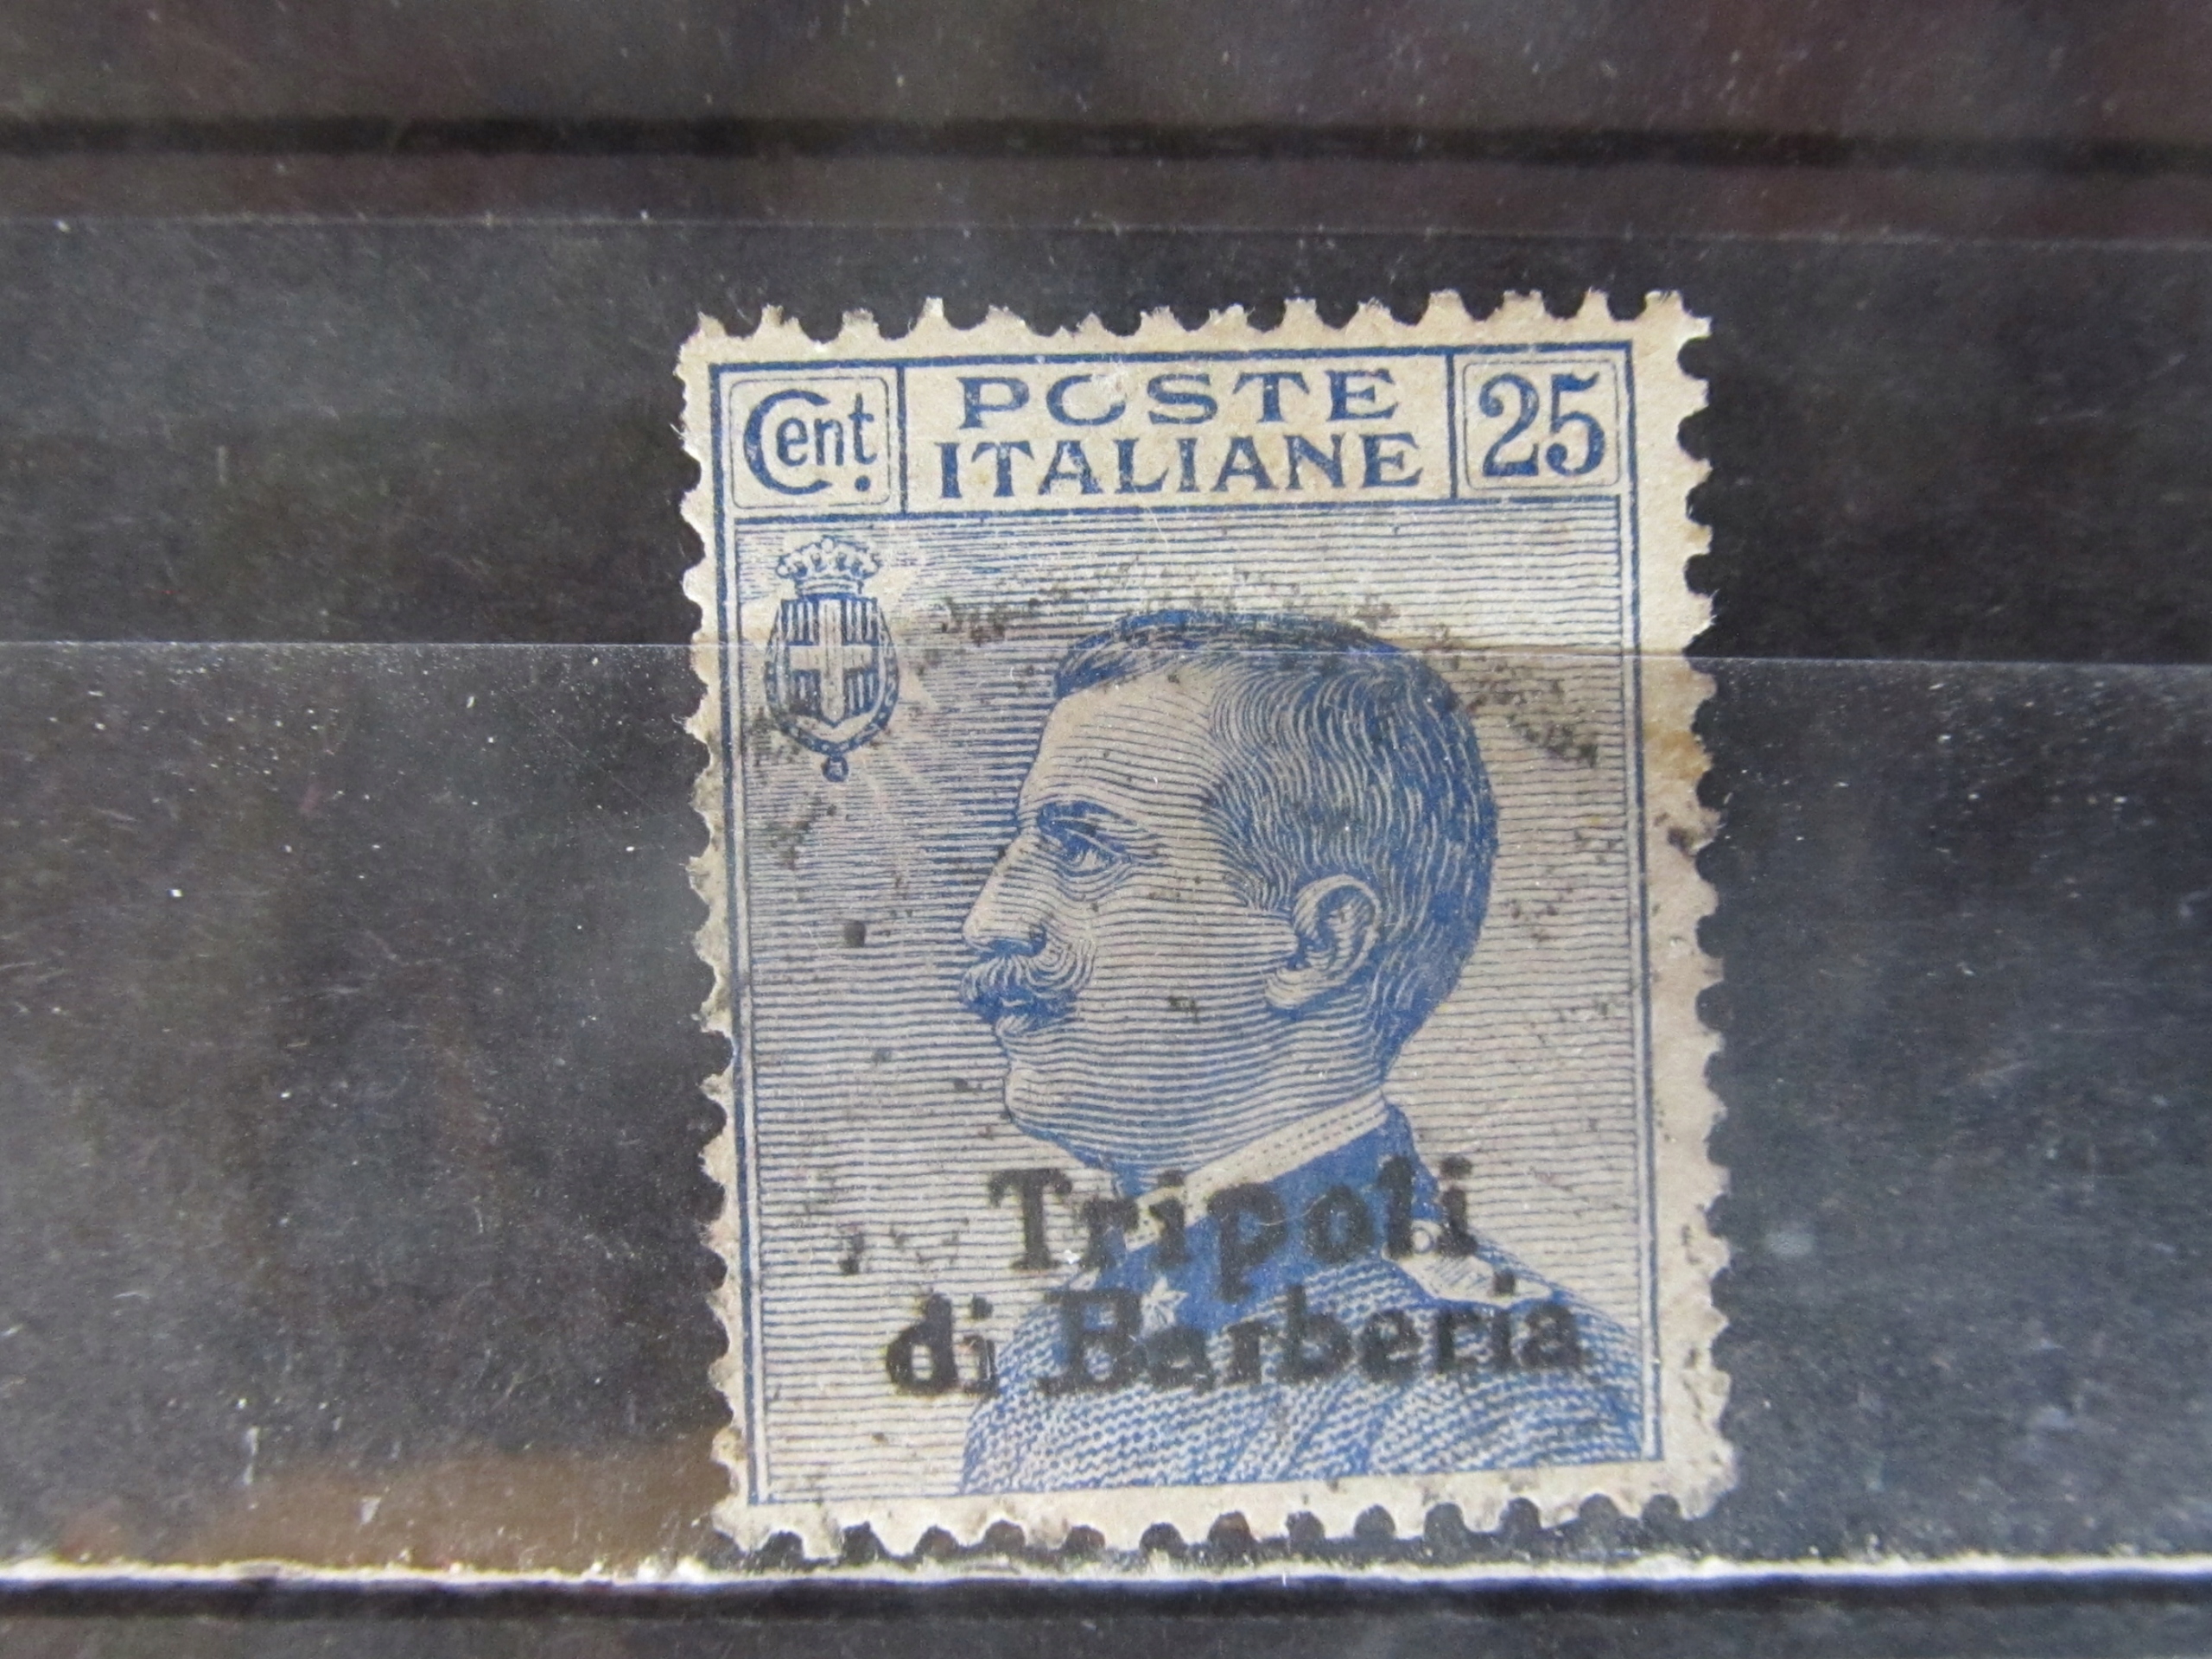 Cent. POSTE ITALIANE 25
Tripoli
di Barberia